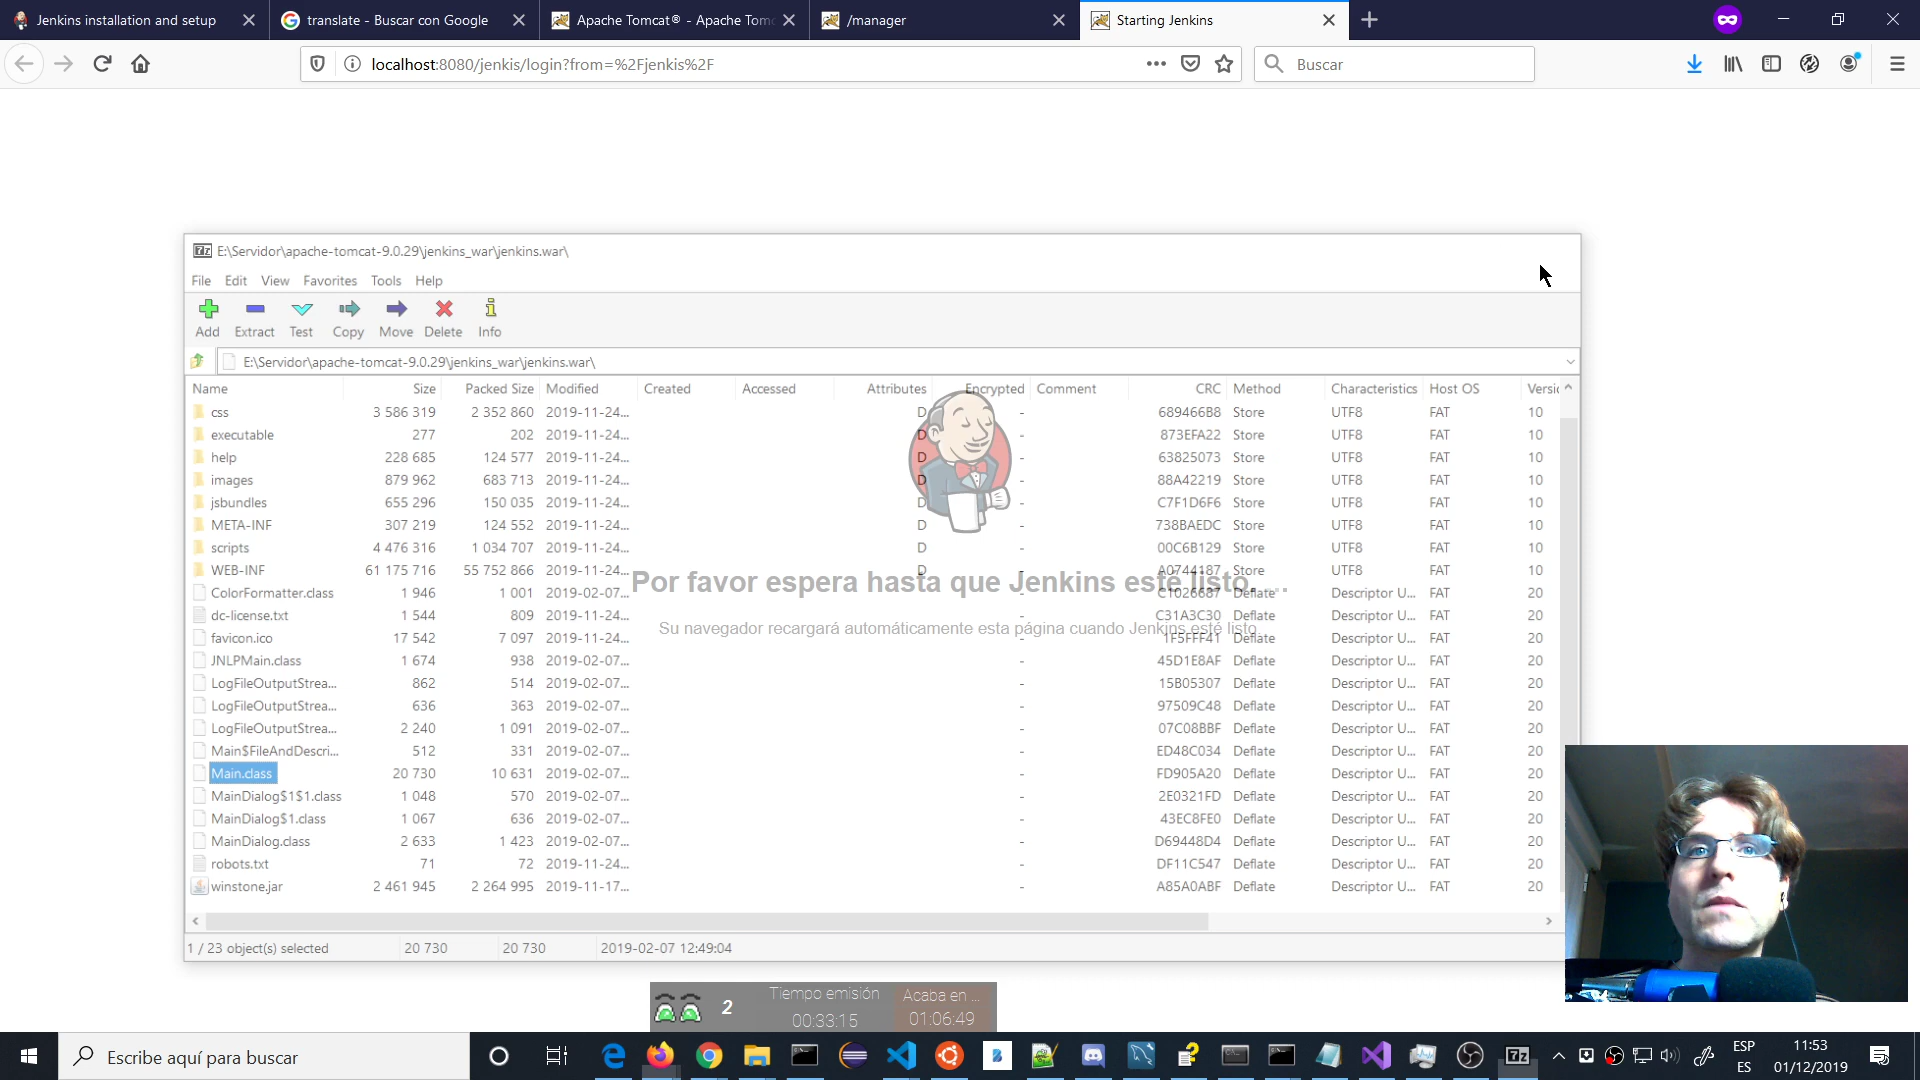 Jenkins installation and setup
translate - Buscar con Google
Apache Tomcat® - Apache Tomc
/manager
Starting Jenkins
localhost:8080/jenkis/login?from=%2Fjenkis%2F
Buscar
E:\Servidor\apache-tomcat-9.0.29\jenkins_war\jenkins.war\
File Edit View Favorites Tools Help
Add Extract Test Copy Move Delete Info
E:\Servidor\apache-tomcat-9.0.29\jenkins_war\jenkins.war\
Name Size Packed Size Modified Created Accessed Attributes Encrypted Comment CRC Method Characteristics Host OS Versi
css 3 586 319 2 352 860 2019-11-24... D - 689466B8 Store UTF8 FAT 10
executable 277 202 2019-11-24... D - 873EFA22 Store UTF8 FAT 10
help 228 685 124 577 2019-11-24... D - 63825073 Store UTF8 FAT 10
images 879 962 683 713 2019-11-24... D - 88A42219 Store UTF8 FAT 10
jsbundles 655 296 150 035 2019-11-24... D - C7F1D6F6 Store UTF8 FAT 10
META-INF 307 219 124 552 2019-11-24... D - 738BAEDC Store UTF8 FAT 10
scripts 4 476 316 1 034 707 2019-11-24... D - 00C6B129 Store UTF8 FAT 10
WEB-INF 61 175 716 55 752 866 2019-11-24... D - A0744187 Store UTF8 FAT 10
Por favor espera hasta que Jenkins esté listo. ...
ColorFormatter.class 1 946 1 001 2019-02-07... C1026687 Deflate Descriptor U... FAT 20
dc-license.txt 1 544 809 2019-11-24... - C31A3C30 Deflate Descriptor U... FAT 20
Su navegador recargará automáticamente esta página cuando Jenkins esté listo.
favicon.ico 17 542 7 097 2019-11-24... 1F5FFF41 Deflate Descriptor U... FAT 20
JNLPMain.class 1 674 938 2019-02-07... - 45D1E8AF Deflate Descriptor U... FAT 20
LogFileOutputStrea... 862 514 2019-02-07... - 15B05307 Deflate Descriptor U... FAT 20
LogFileOutputStrea... 636 363 2019-02-07... - 97509C48 Deflate Descriptor U... FAT 20
LogFileOutputStrea... 2 240 1 091 2019-02-07... - 07C08BBF Deflate Descriptor U... FAT 20
Main$FileAndDescri... 512 331 2019-02-07... - ED48C034 Deflate Descriptor U... FAT 20
Main.class 20 730 10 631 2019-02-07... - FD905A20 Deflate Descriptor U... FAT 20
MainDialog$1$1.class 1 048 570 2019-02-07... - 2E0321FD Deflate Descriptor U... FAT 20
MainDialog$1.class 1 067 636 2019-02-07... - 43EC8FE0 Deflate Descriptor U... FAT 20
MainDialog.class 2 633 1 423 2019-02-07... - D69448D4 Deflate Descriptor U... FAT 20
robots.txt 71 72 2019-11-24... - DF11C547 Deflate Descriptor U... FAT 20
winstone.jar 2 461 945 2 264 995 2019-11-17... - A85A0ABF Deflate Descriptor U... FAT 20
1 / 23 object(s) selected 20 730 20 730 2019-02-07 12:49:04
2 Tiempo emisión Acaba en ...
00:33:15 01:06:49
Escribe aquí para buscar
ESP
ES
11:53
01/12/2019